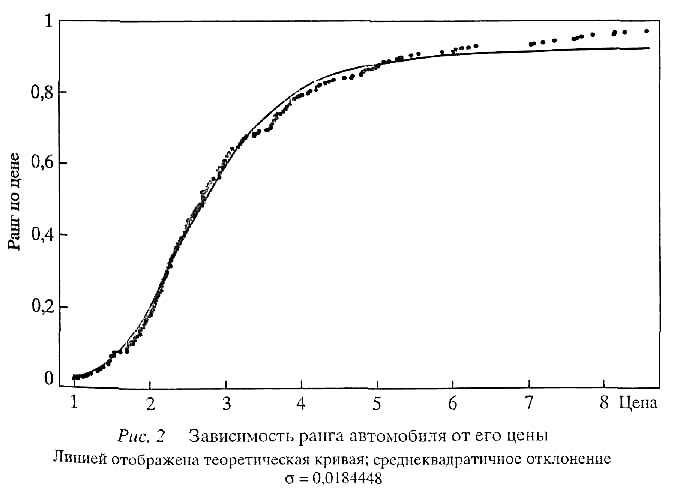 1
0,8
0,6
0,4
0,2
0
Ранг по цене
1 2 3 4 5 6 7 8 Цена
Рис. 2 Зависимость ранга автомобиля от его цены
Линией отображена теоретическая кривая; среднеквадратичное отклонение
σ = 0,0184448